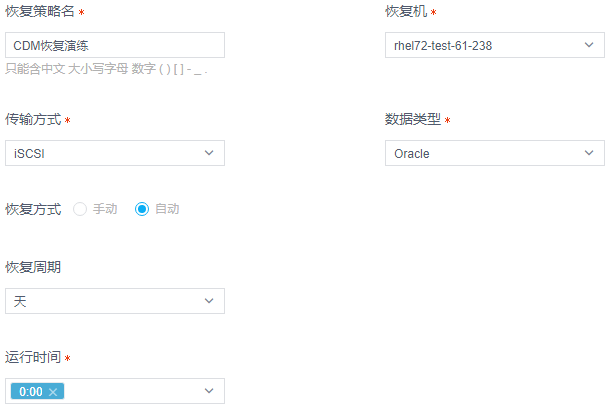 恢复策略名 *
恢复机 *
CDM恢复演练
rhel72-test-61-238
只能含中文 大小写字母 数字 ( ) [ ] - _ .
传输方式 *
数据类型 *
iSCSI
Oracle
恢复方式 手动 自动
恢复周期
天
运行时间 *
0:00 ×